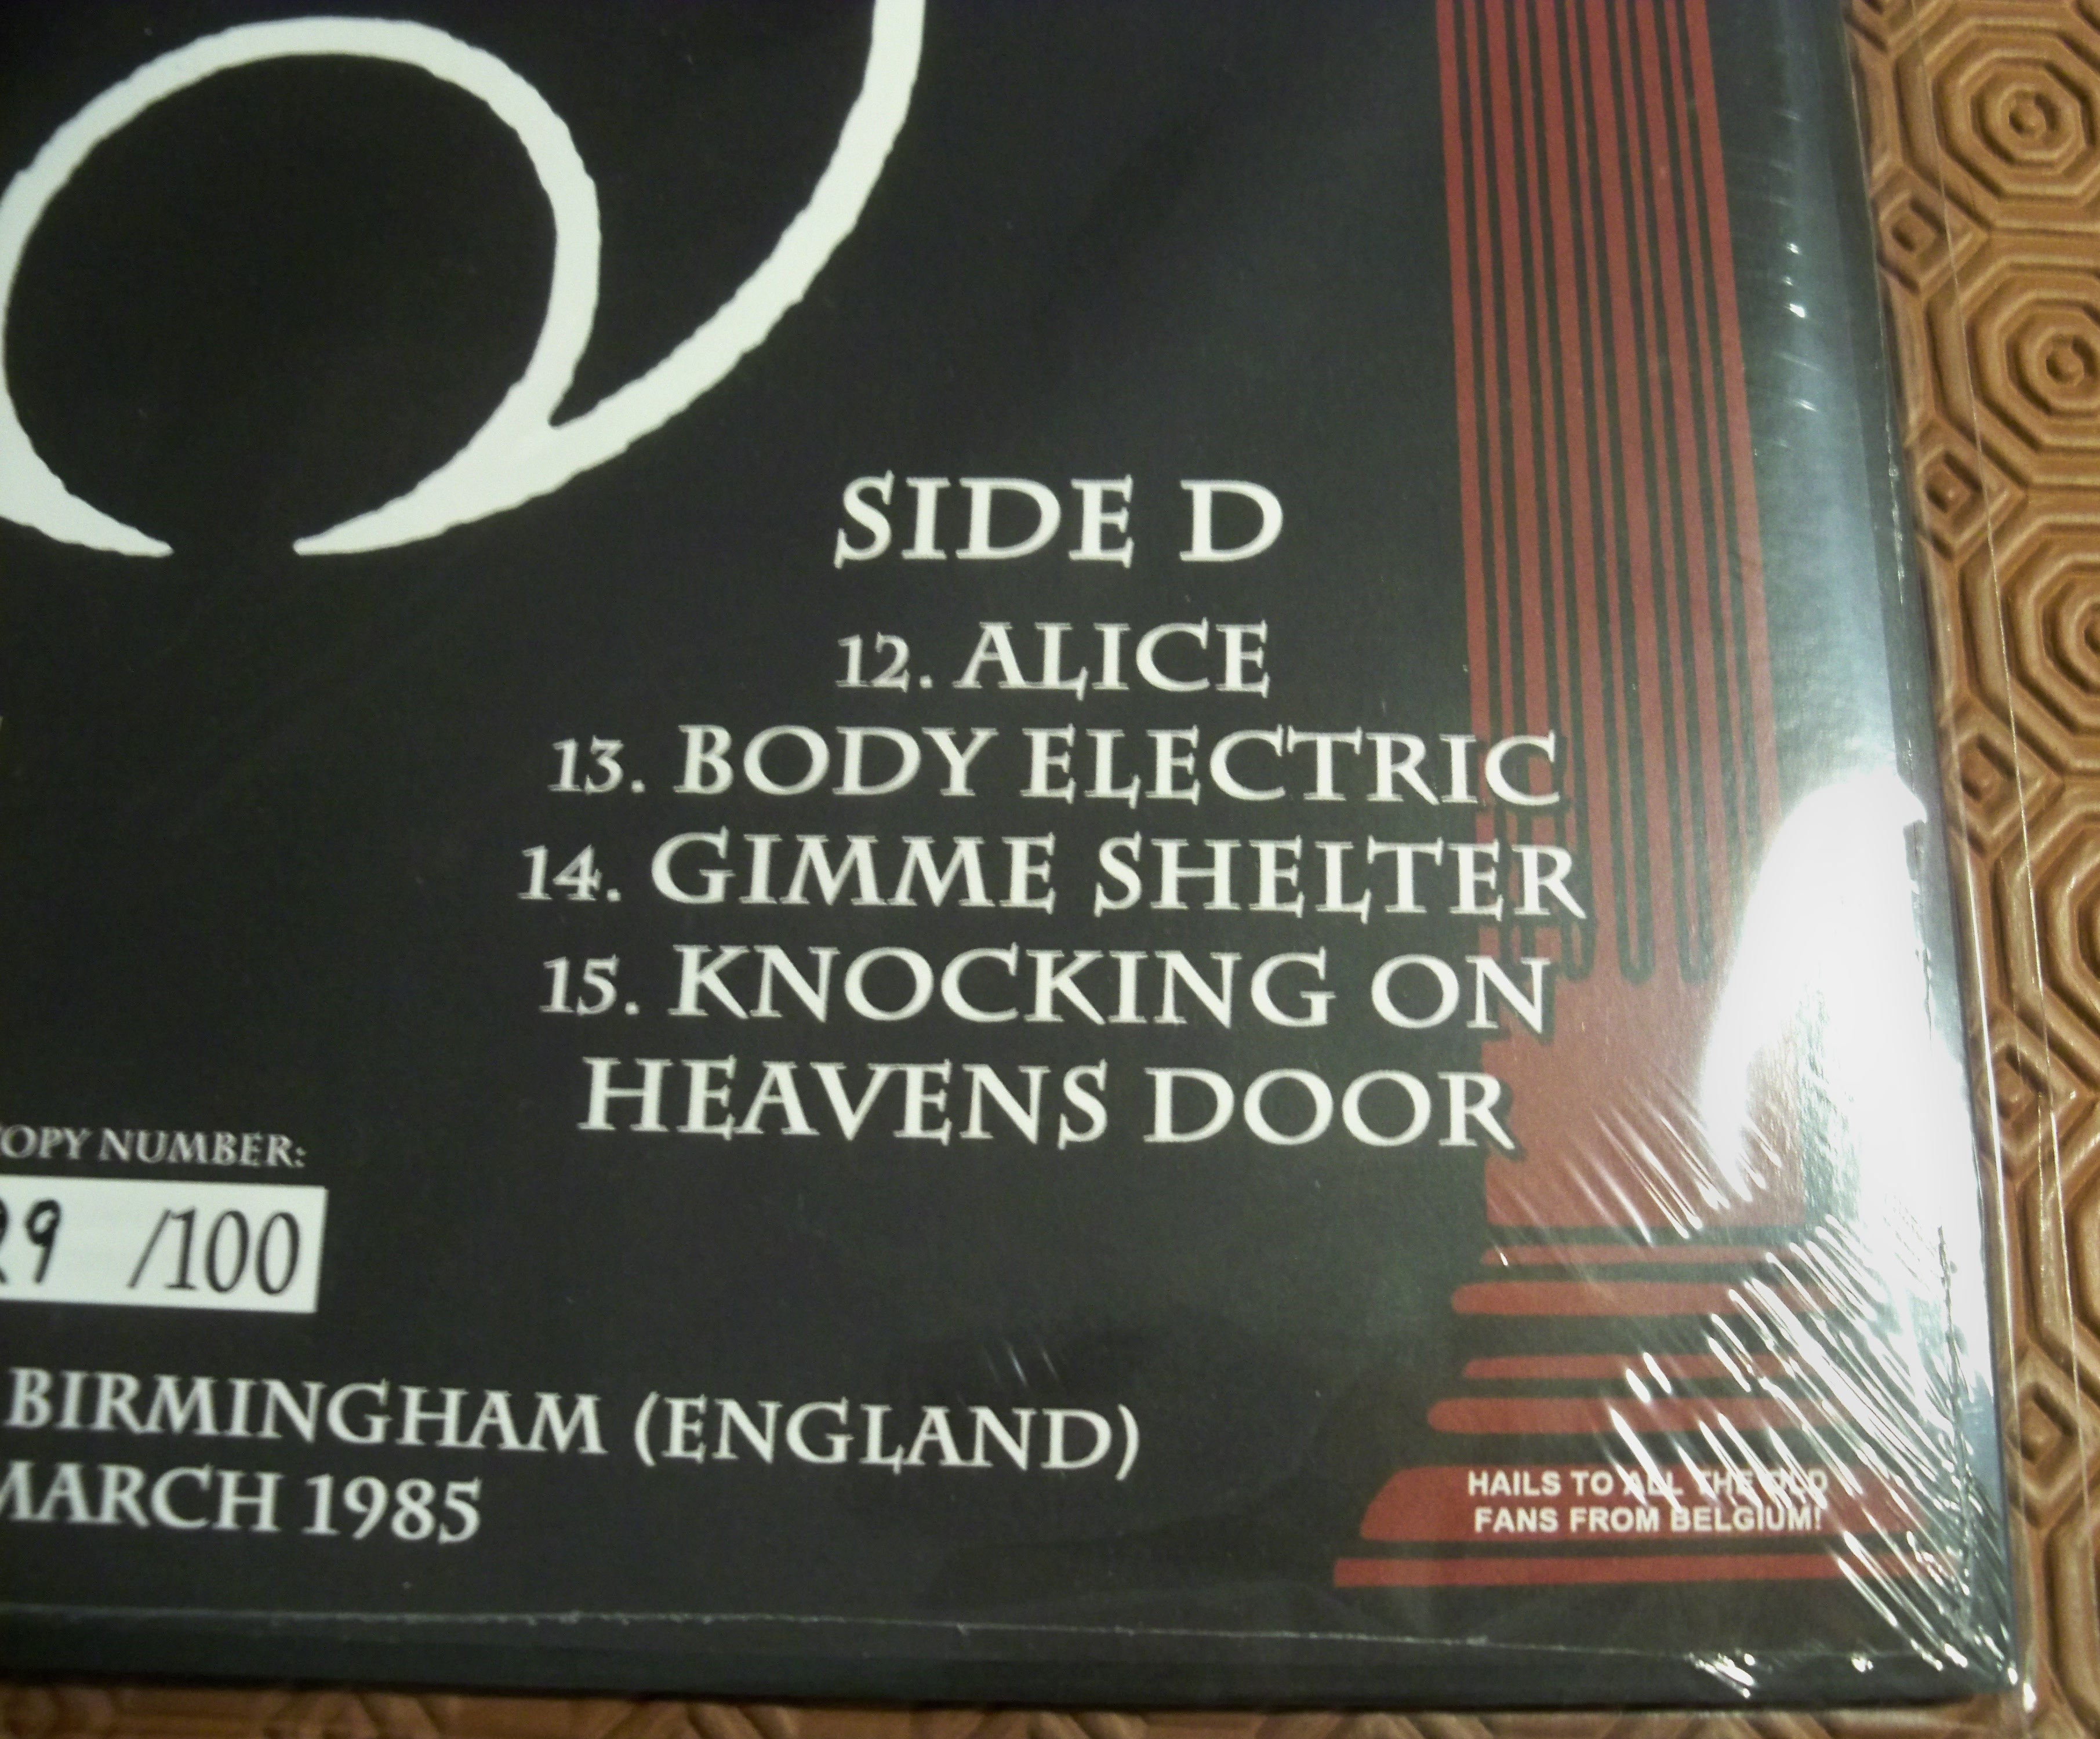 SIDE D
12. ALICE
13. BODY ELECTRIC
14. GIMME SHELTER
15. KNOCKING ON
HEAVENS DOOR
NUMBER:
/100
BIRMINGHAM (ENGLAND)
MARCH 1985
HAILS TO ALL THE OLD
FANS FROM BELGIUM!